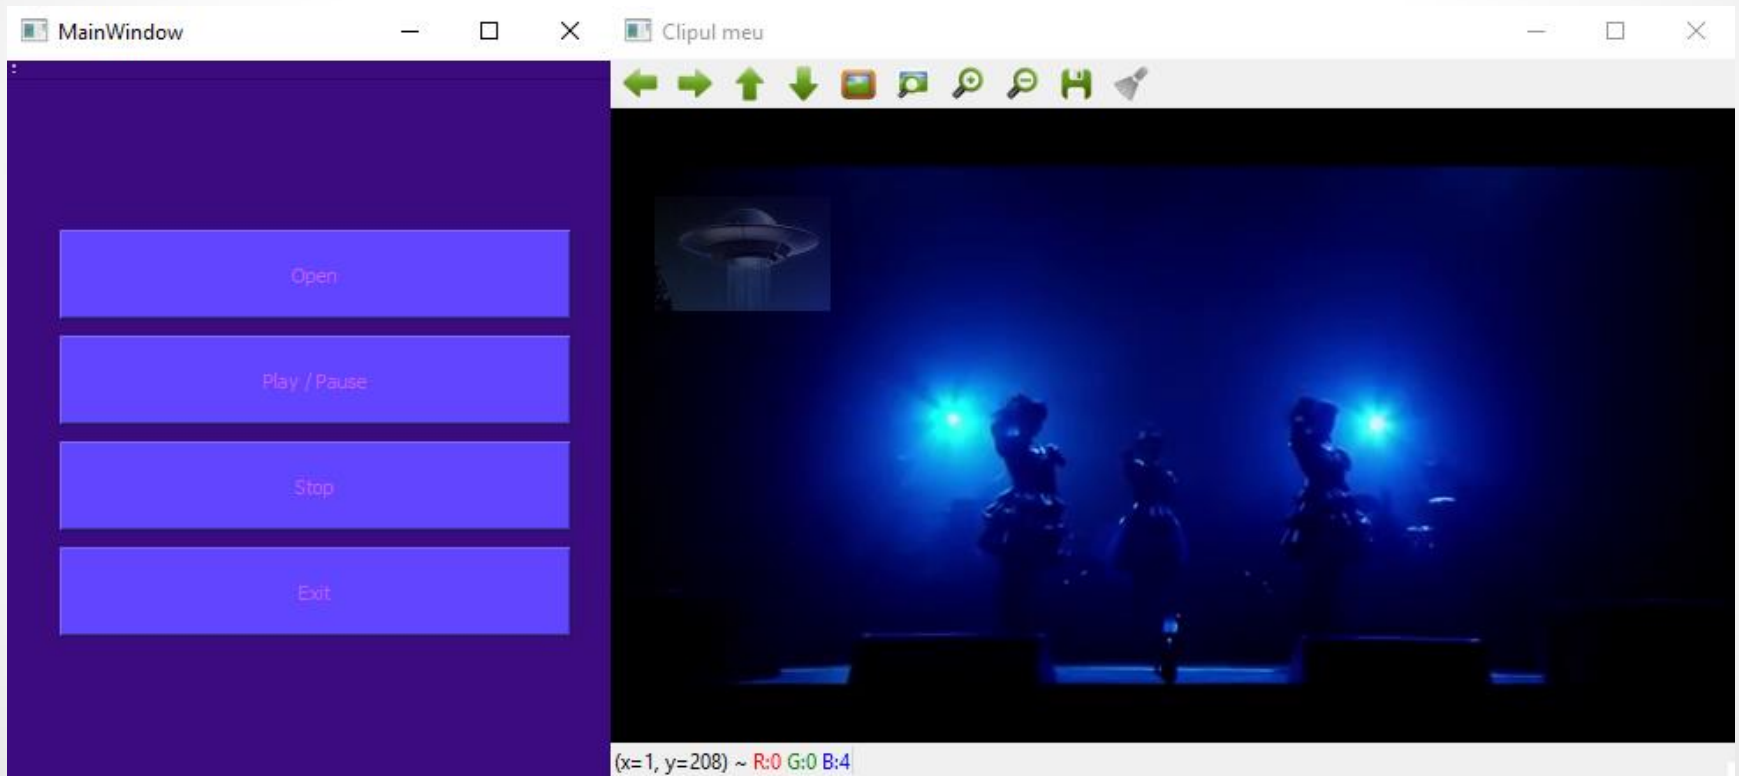 MainWindow
Open
Play / Pause
Stop
Exit
Clipul meu
(x=1, y=208) ~ R:0 G:0 B:4